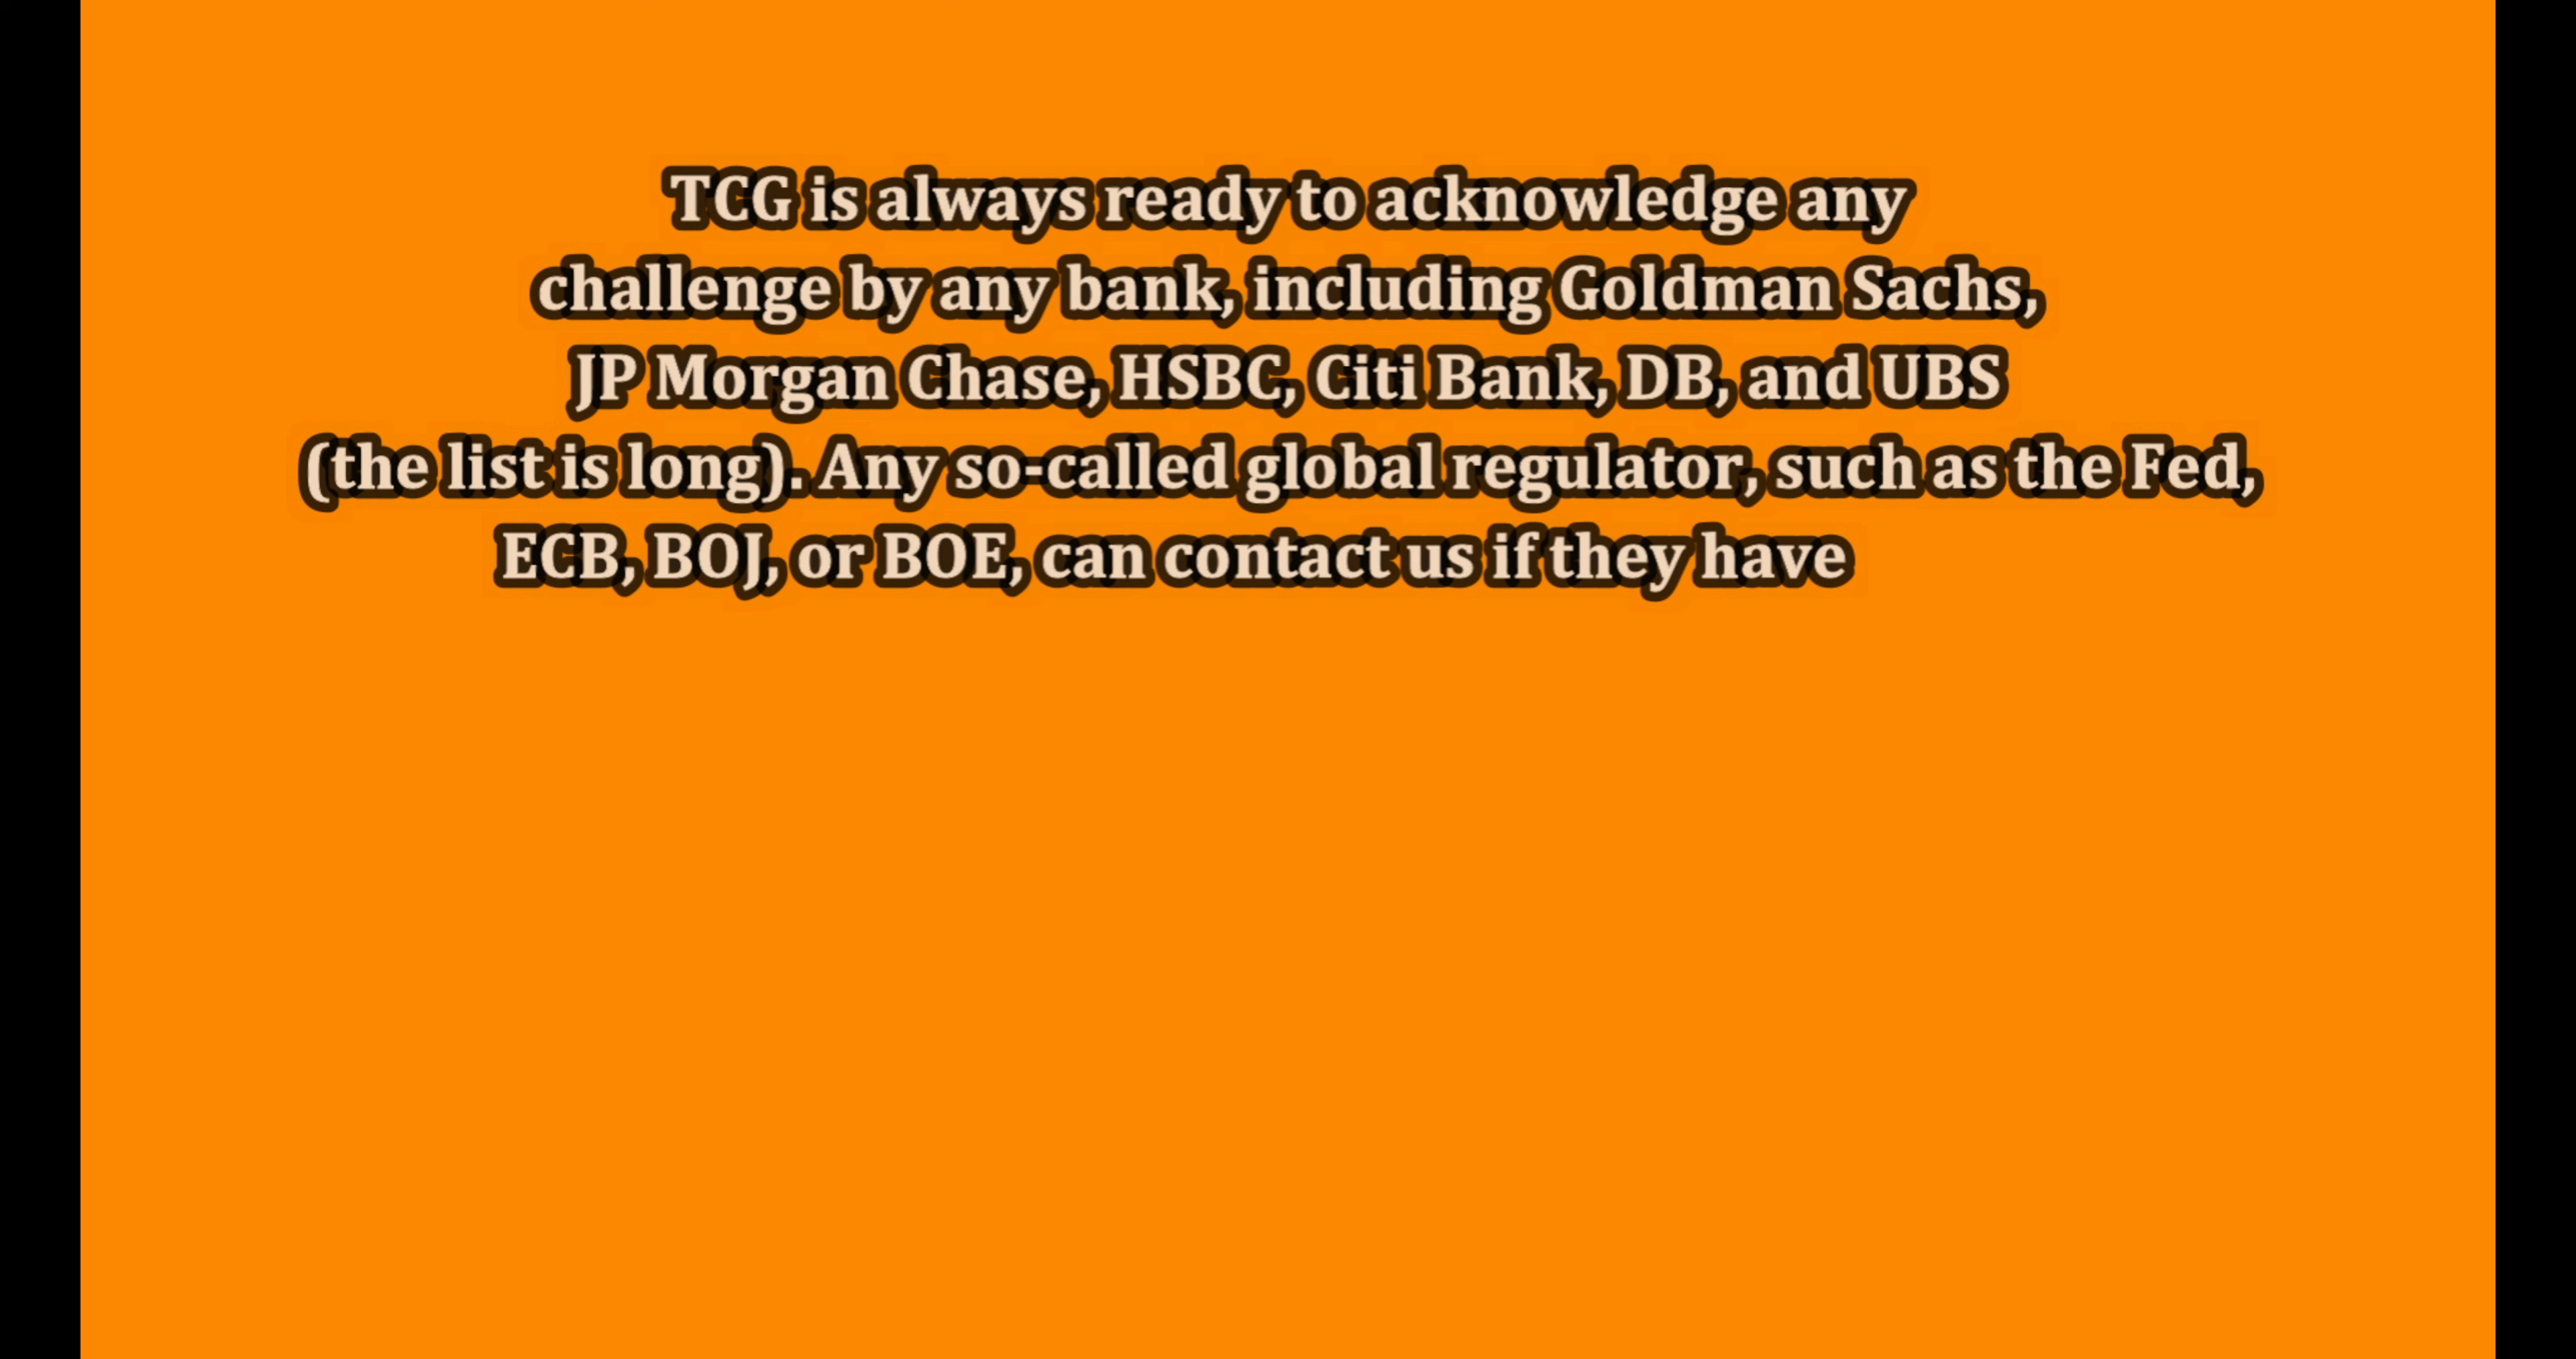 TCG is always ready to acknowledge any
challenge by any bank, including Goldman Sachs,
JP Morgan Chase, HSBC, Citi Bank, DB, and UBS
(the list is long). Any so-called global regulator, such as the Fed,
ECB, BOJ, or BOE, can contact us if they have